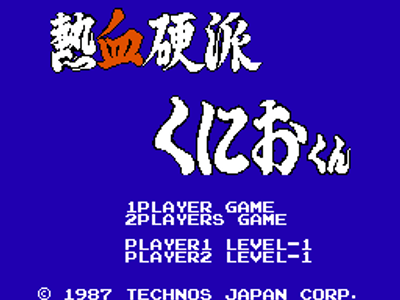 熱血硬派
くにおくん
1PLAYER GAME
2PLAYERS GAME
PLAYER1 LEVEL-1
PLAYER2 LEVEL-1
© 1987 TECHNOS JAPAN CORP.